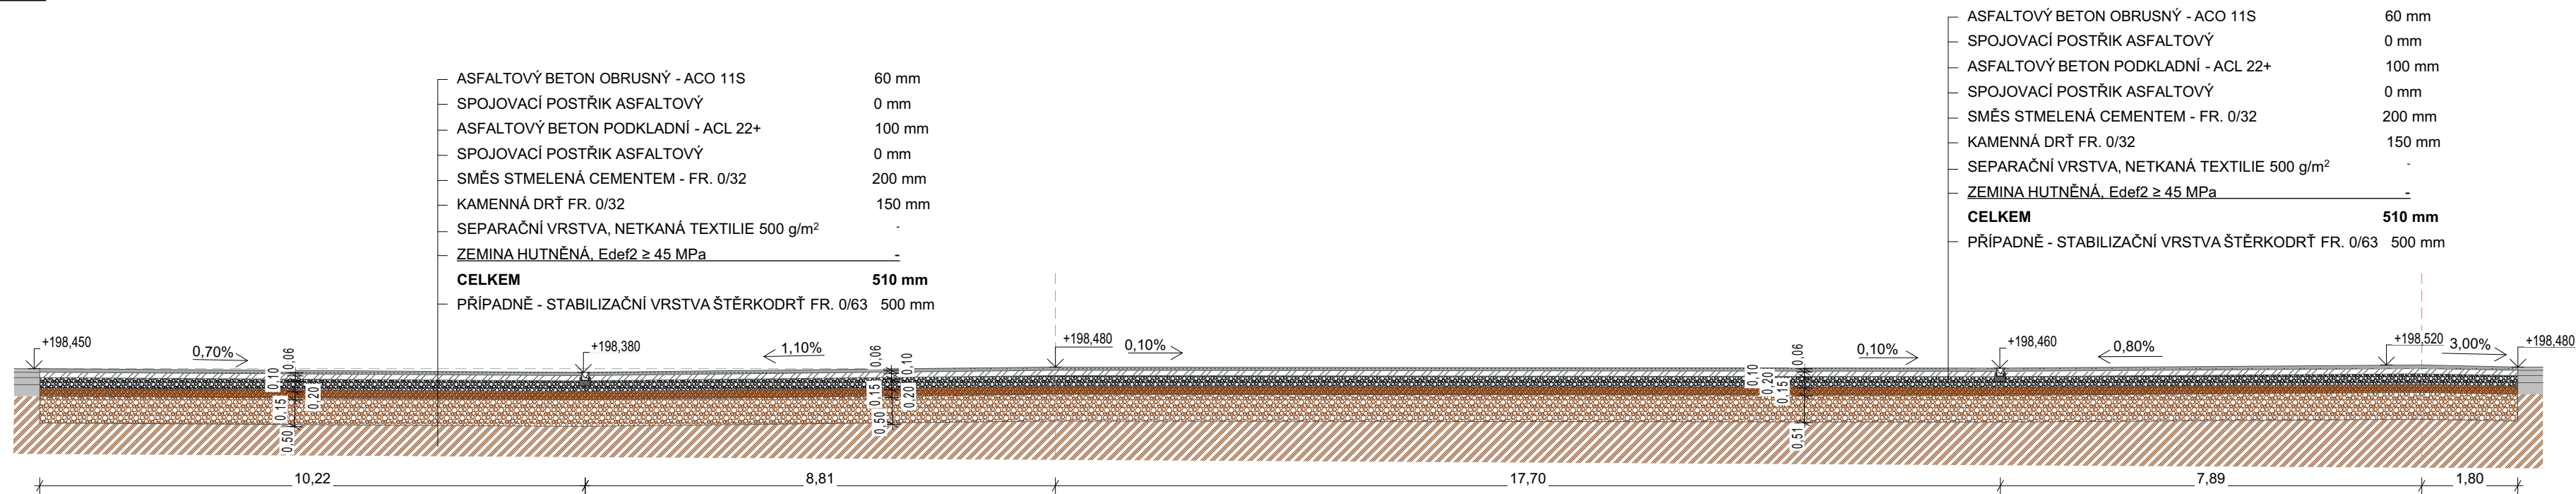 ASFALTOVÝ BETON OBRUSNÝ - ACO 11S 60 mm
SPOJOVACÍ POSTŘIK ASFALTOVÝ 0 mm
ASFALTOVÝ BETON PODKLADNÍ - ACL 22+ 100 mm
SPOJOVACÍ POSTŘIK ASFALTOVÝ 0 mm
SMĚS STMELENÁ CEMENTEM - FR. 0/32 200 mm
KAMENNÁ DRŤ FR. 0/32 150 mm
SEPARAČNÍ VRSTVA, NETKANÁ TEXTILIE 500 g/m² -
ZEMINA HUTNĚNÁ, Edef2 ≥ 45 MPa -
CELKEM 510 mm
PŘÍPADNĚ - STABILIZAČNÍ VRSTVA ŠTĚRKODRŤ FR. 0/63 500 mm
ASFALTOVÝ BETON OBRUSNÝ - ACO 11S 60 mm
SPOJOVACÍ POSTŘIK ASFALTOVÝ 0 mm
ASFALTOVÝ BETON PODKLADNÍ - ACL 22+ 100 mm
SPOJOVACÍ POSTŘIK ASFALTOVÝ 0 mm
SMĚS STMELENÁ CEMENTEM - FR. 0/32 200 mm
KAMENNÁ DRŤ FR. 0/32 150 mm
SEPARAČNÍ VRSTVA, NETKANÁ TEXTILIE 500 g/m² -
ZEMINA HUTNĚNÁ, Edef2 ≥ 45 MPa -
CELKEM 510 mm
PŘÍPADNĚ - STABILIZAČNÍ VRSTVA ŠTĚRKODRŤ FR. 0/63 500 mm
+198,450
0,70%
+198,380
1,10%
+198,480
0,10%
0,10%
+198,460
0,80%
+198,520
3,00%
+198,480
0,06
0,10
0,20
0,15
0,50
0,06
0,10
0,15
0,20
0,50
0,06
0,10
0,20
0,15
0,51
10,22
8,81
17,70
7,89
1,80